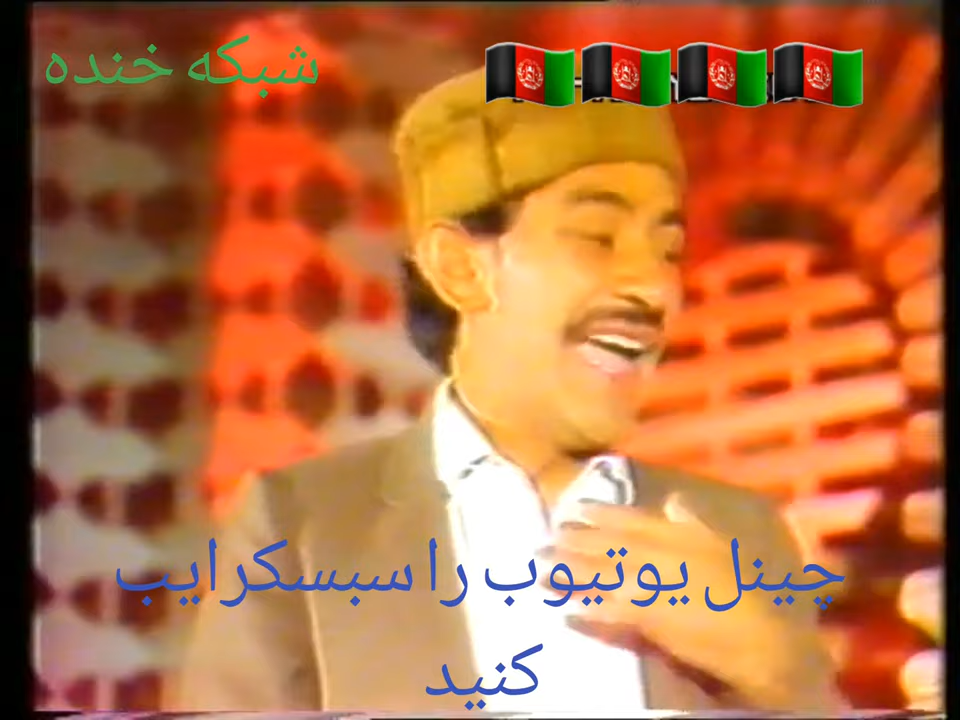 شبکه خنده
🇦🇫🇦🇫🇦🇫🇦🇫
چینل یوتیوب را سبسکرایب
کنید